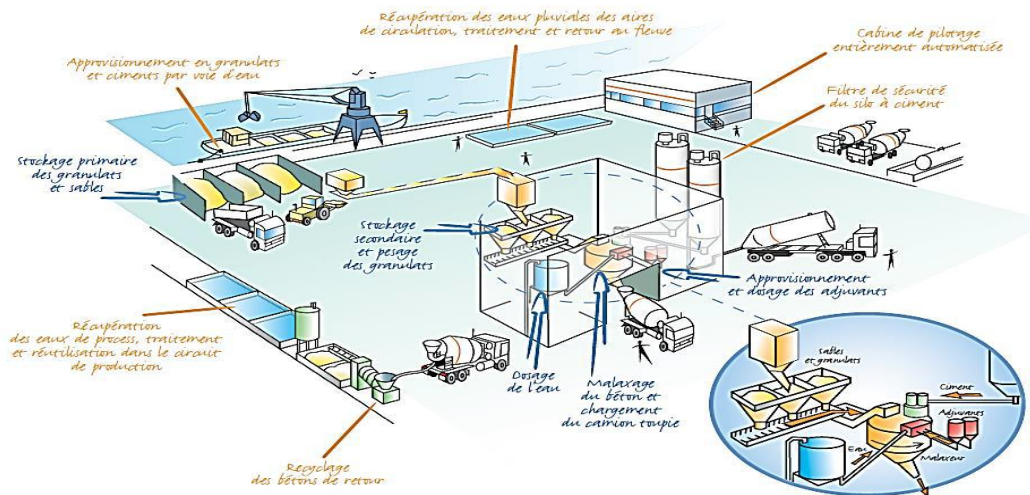 Récupération des eaux pluviales des aires
de circulation, traitement et retour au fleuve
Cabine de pilotage
entièrement automatisée
Approvisionnement en granulats
et ciments par voie d'eau
Filtre de sécurité
du silo à ciment
Stockage primaire
des granulats
et sables
Stockage
secondaire
et pesage
des granulats
Approvisionnement
et dosage des adjuvants
Récupération
des eaux de process, traitement
et réutilisation dans le circuit
de production
Dosage
de l'eau
Malaxage
du béton et
chargement
du camion toupie
Recyclage
des bétons de retour
Sables
et granulats
Ciment
Adjuvants
Eau
Malaxeur